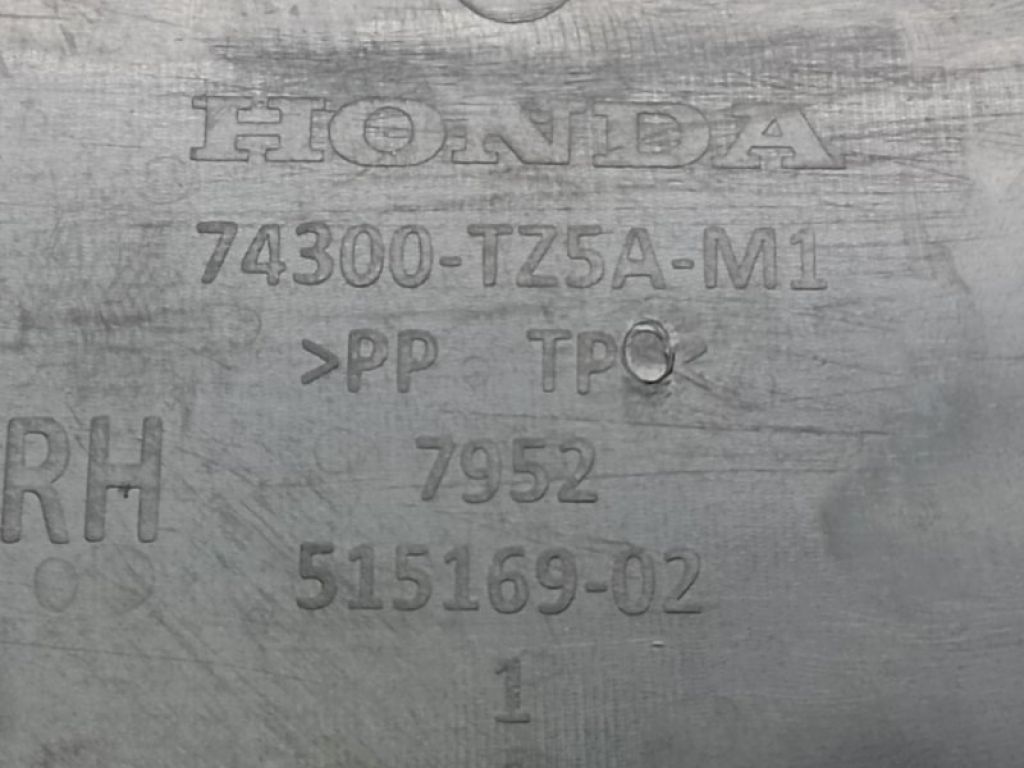 HONDA
74300-TZ5A-M1
>PP TPO<
RH
7952
515169-02
1